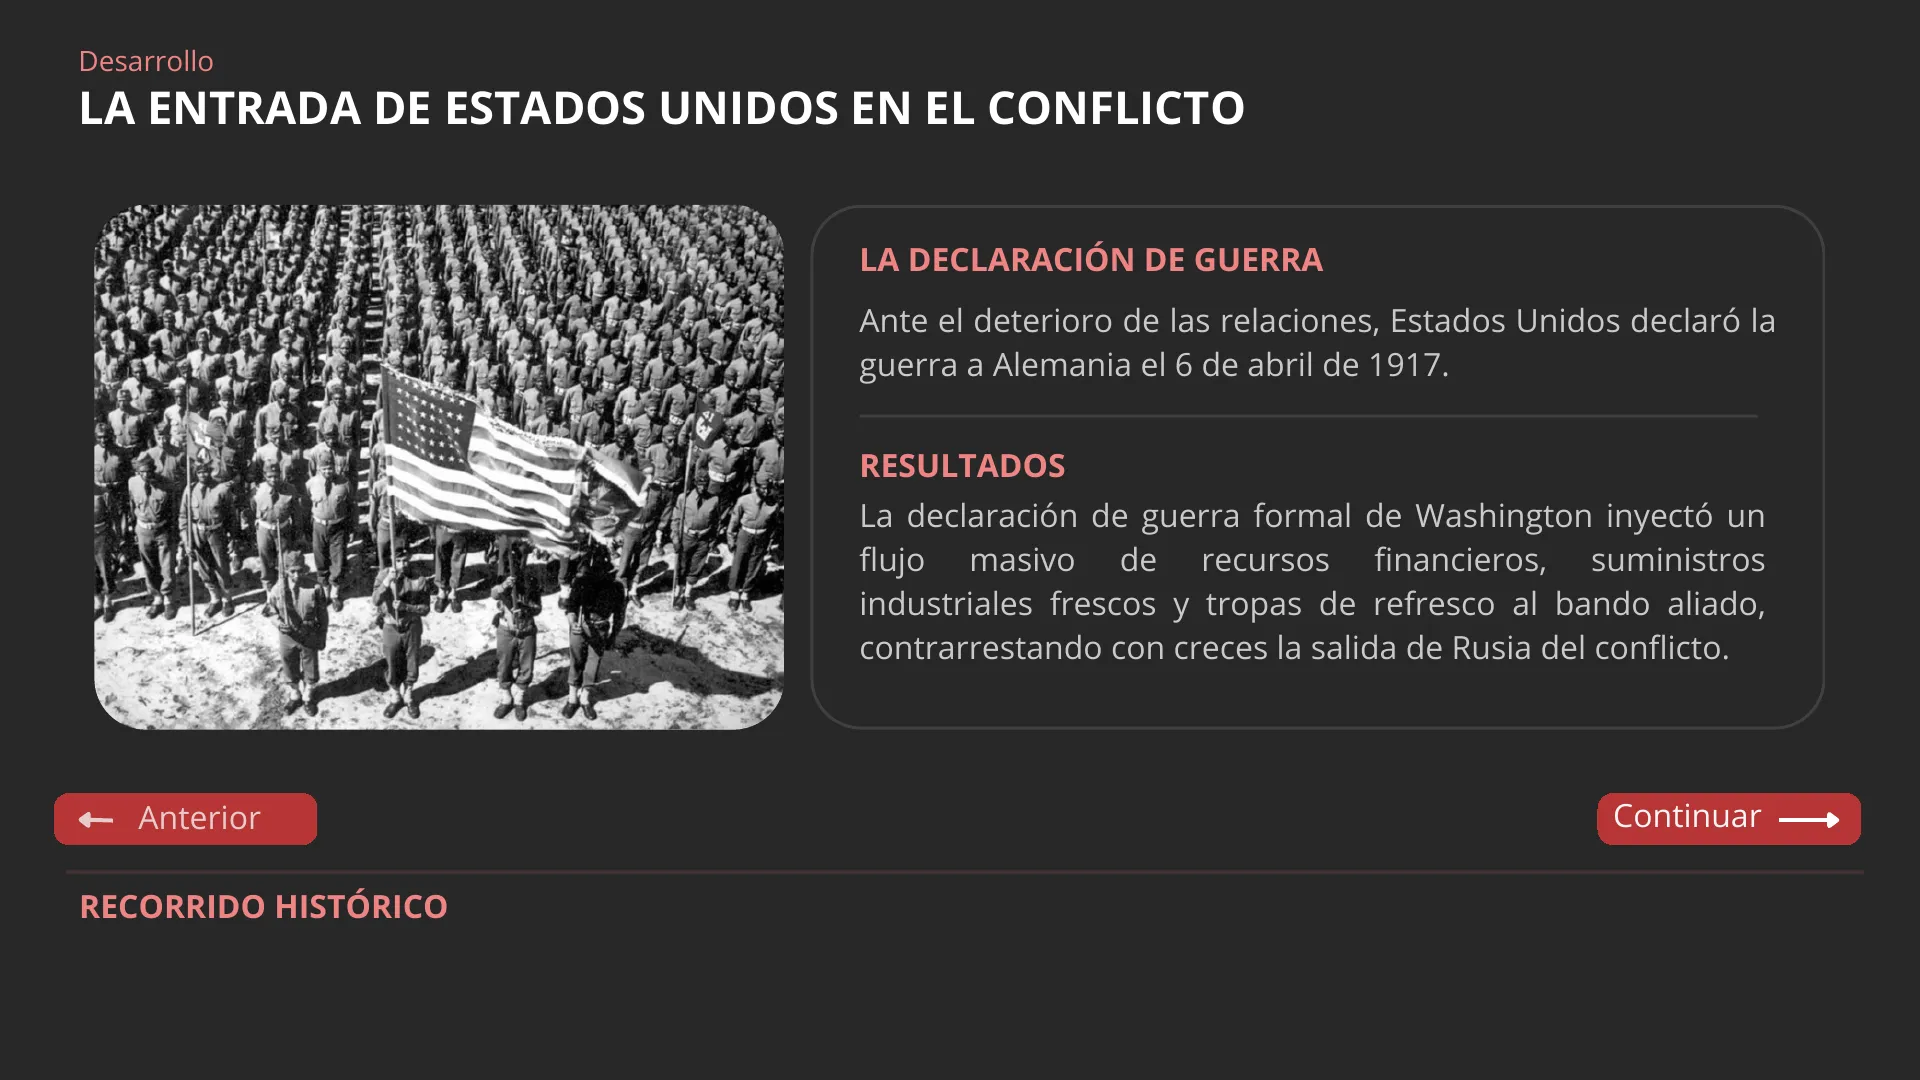 Desarrollo
LA ENTRADA DE ESTADOS UNIDOS EN EL CONFLICTO
LA DECLARACIÓN DE GUERRA
Ante el deterioro de las relaciones, Estados Unidos declaró la
guerra a Alemania el 6 de abril de 1917.
RESULTADOS
La declaración de guerra formal de Washington inyectó un
flujo masivo de recursos financieros, suministros
industriales frescos y tropas de refresco al bando aliado,
contrarrestando con creces la salida de Rusia del conflicto.
Anterior
Continuar
RECORRIDO HISTÓRICO